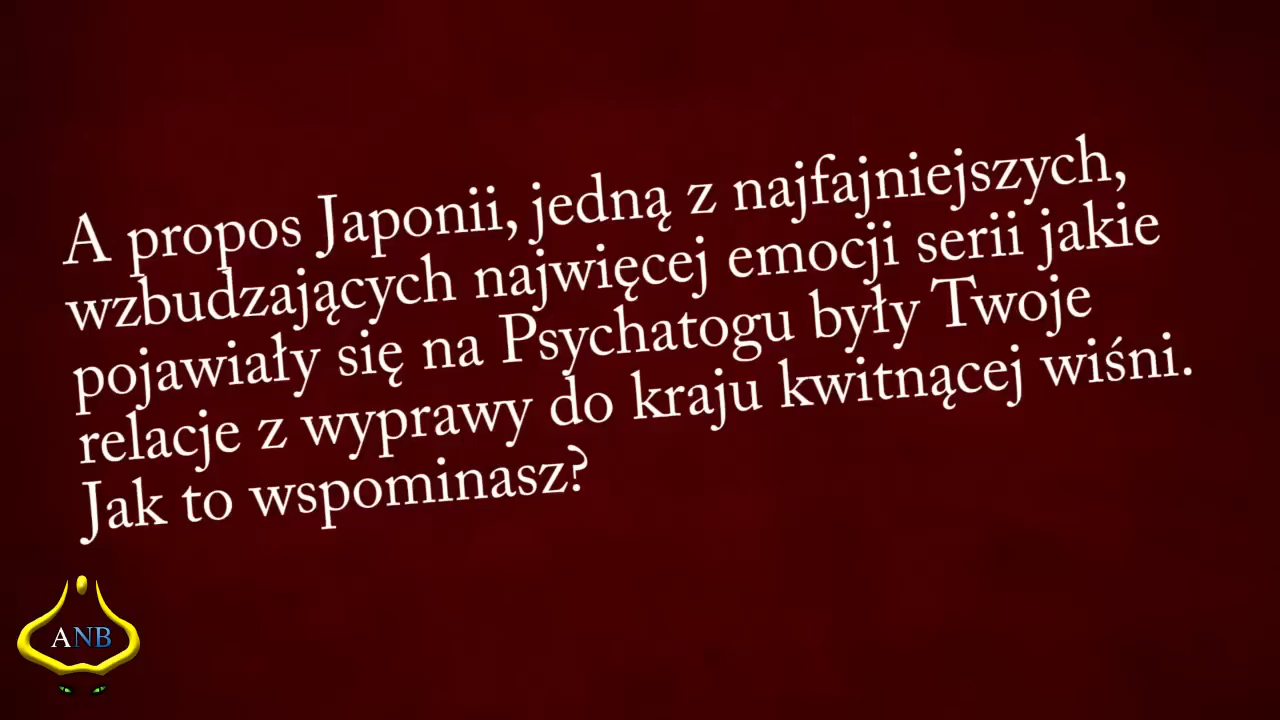 A propos Japonii, jedną z najfajniejszych,
wzbudzających najwięcej emocji serii jakie
pojawiały się na Psychatogu były Twoje
relacje z wyprawy do kraju kwitnącej wiśni.
Jak to wspominasz?
ANB